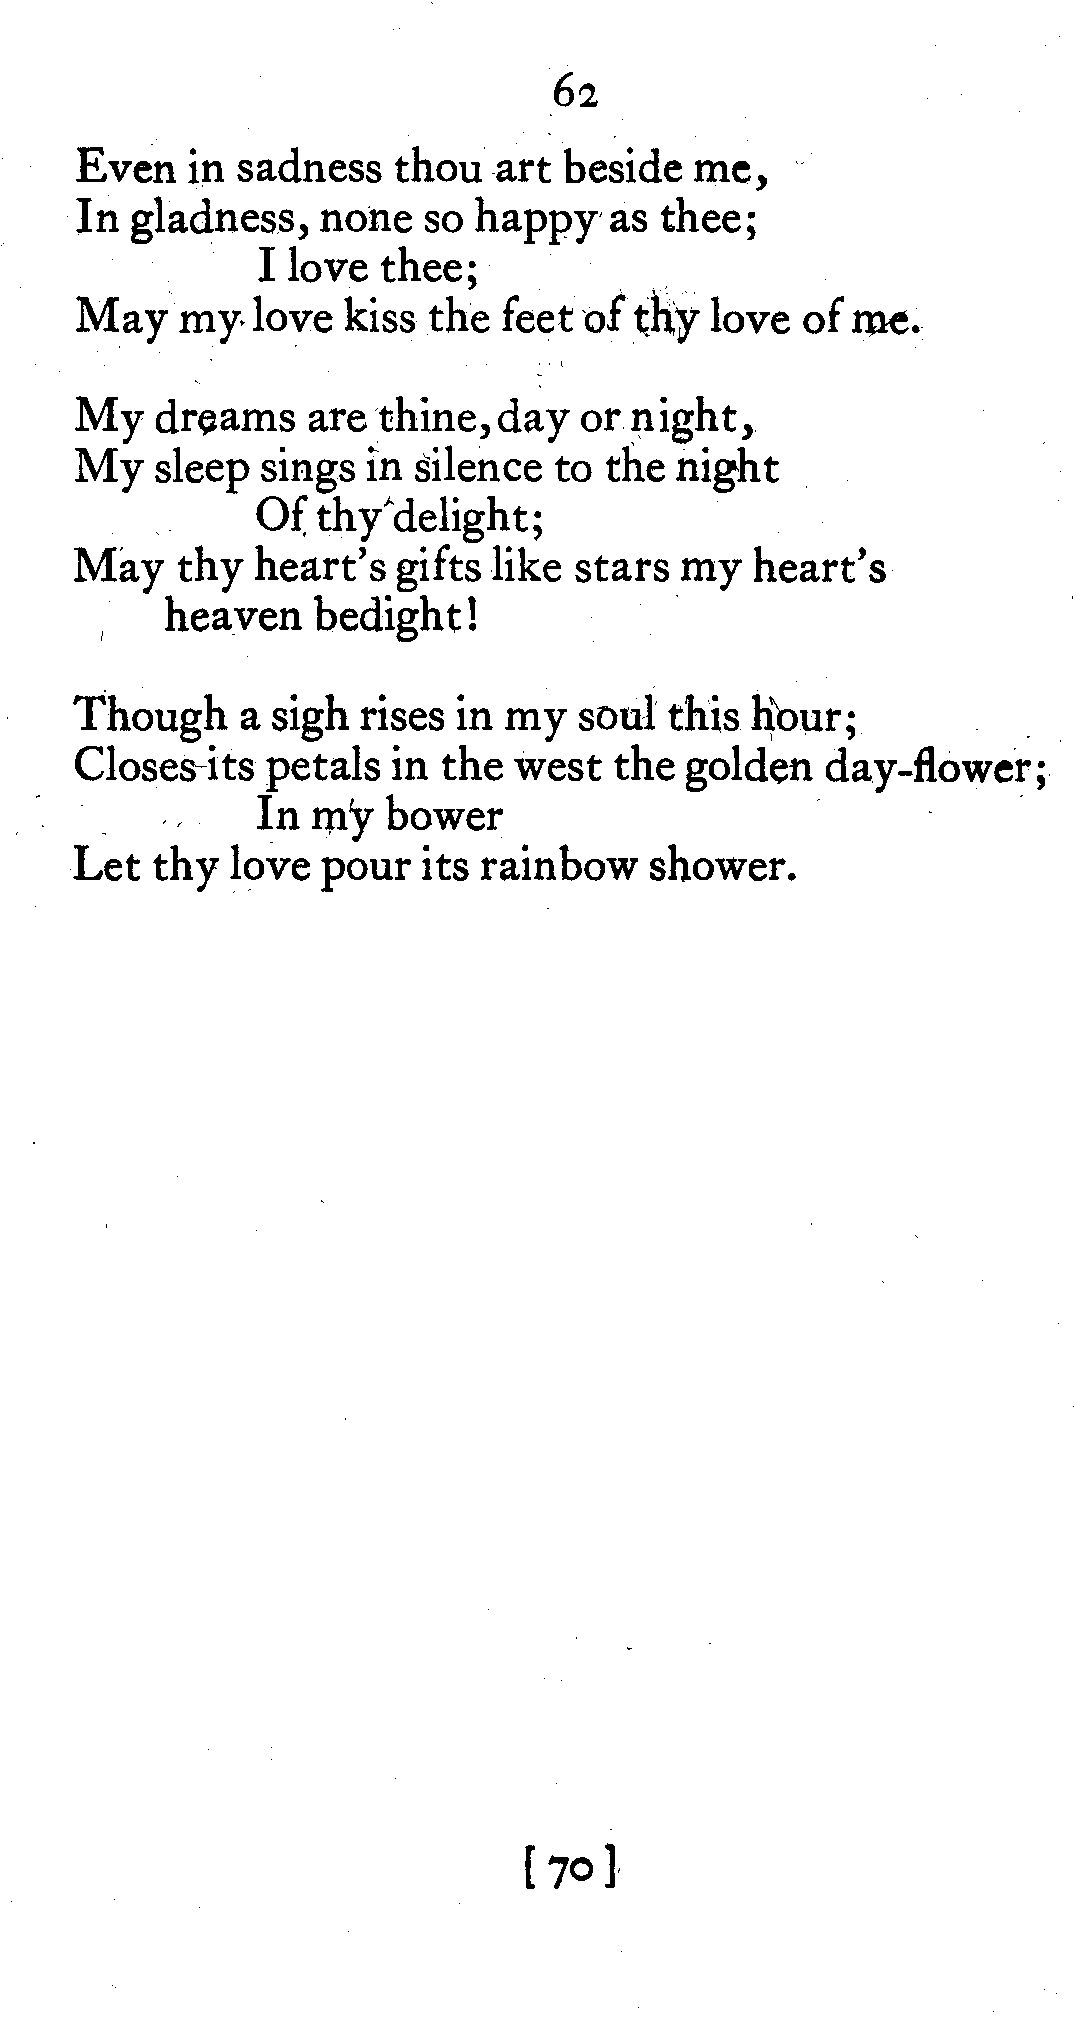 62
Even in sadness thou art beside me,
In gladness, none so happy as thee;
I love thee;
May my love kiss the feet of thy love of me.
My dreams are thine, day or night,
My sleep sings in silence to the night
Of thy delight;
May thy heart's gifts like stars my heart's
heaven bedight!
Though a sigh rises in my soul this hour;
Closes its petals in the west the golden day-flower;
In my bower
Let thy love pour its rainbow shower.
[ 70 ]